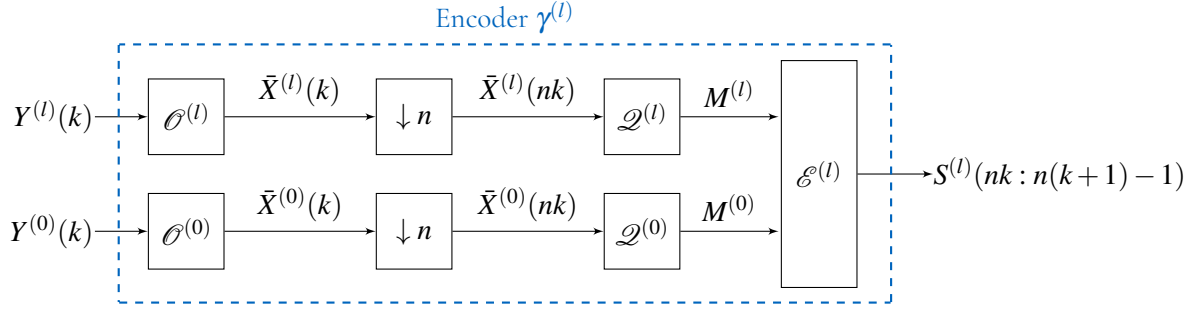 Encoder γ^(l)
Y^(l)(k) 𝒪^(l) X̄^(l)(k) ↓ n X̄^(l)(nk) 𝒬^(l) M^(l)
ℰ^(l) S^(l)(nk : n(k+1) − 1)
Y^(0)(k) 𝒪^(0) X̄^(0)(k) ↓ n X̄^(0)(nk) 𝒬^(0) M^(0)